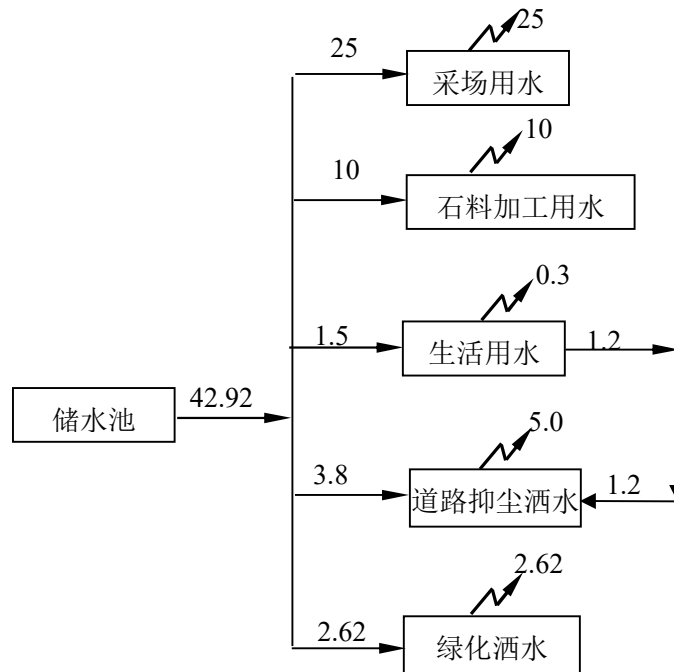 25
25
采场用水
10
10
石料加工用水
0.3
1.5
生活用水
1.2
储水池
42.92
5.0
3.8
道路抑尘洒水
1.2
2.62
2.62
绿化洒水